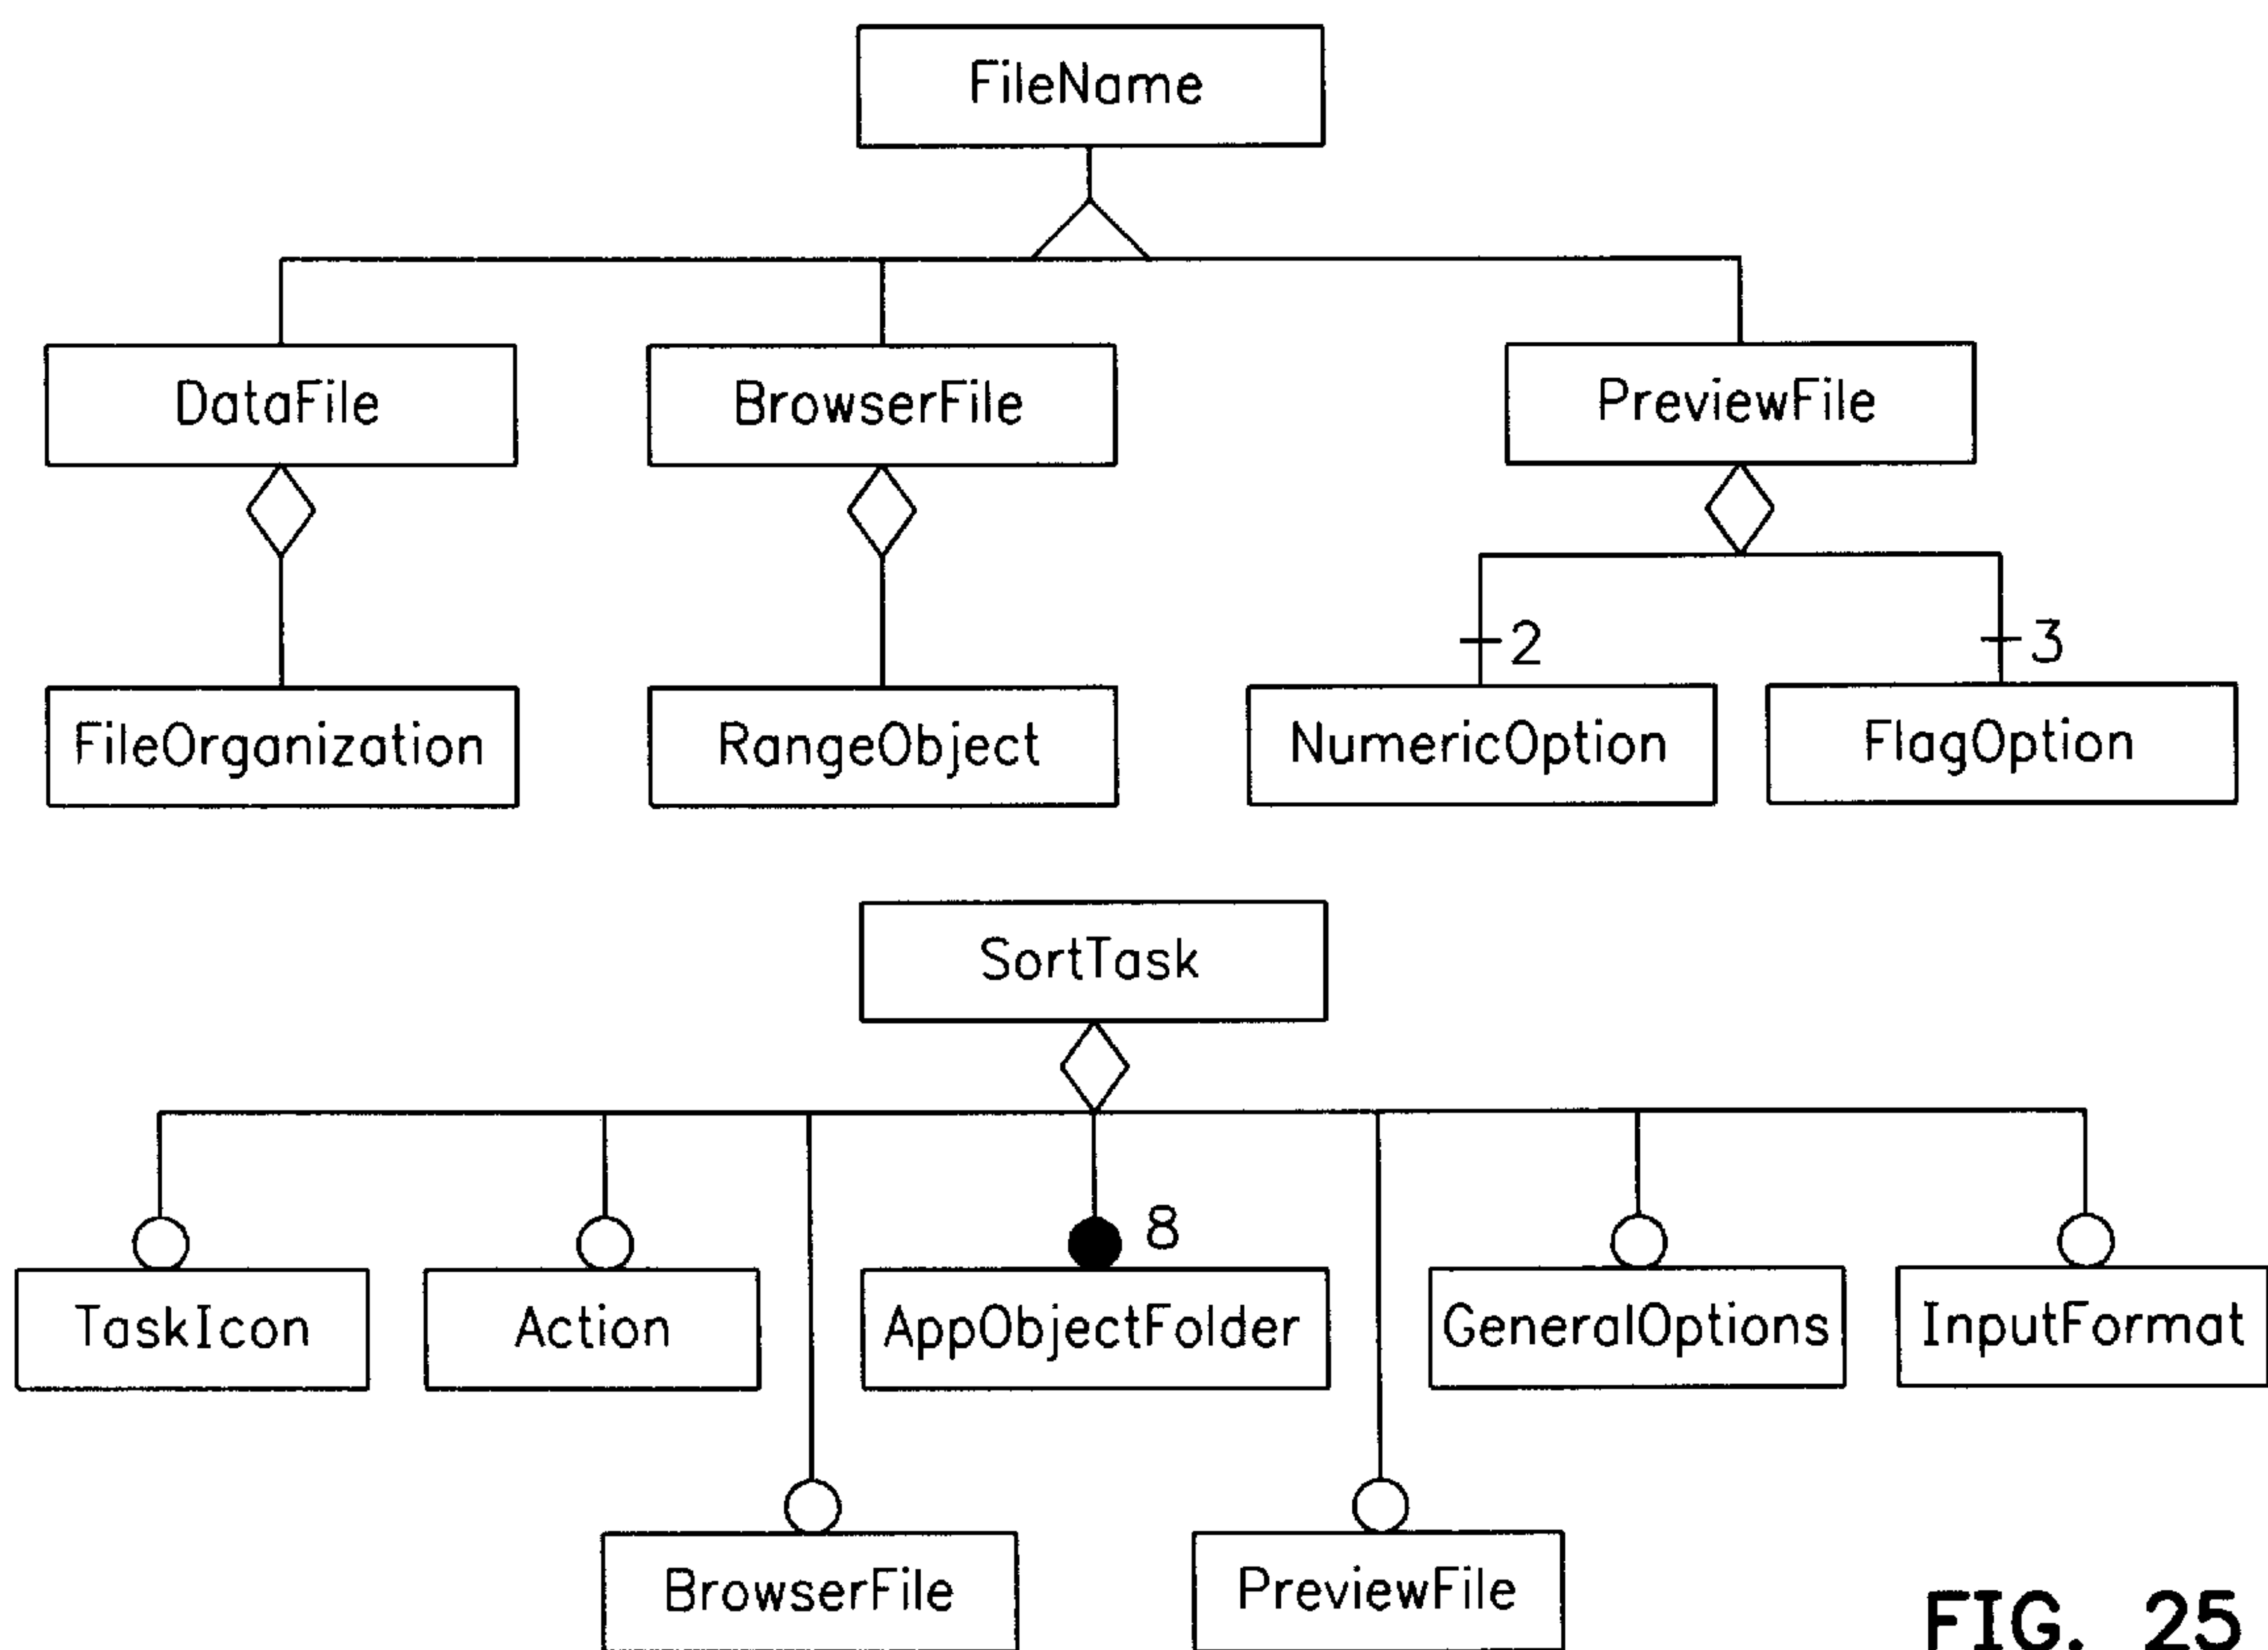 FileName
DataFile
BrowserFile
PreviewFile
2
3
FileOrganization
RangeObject
NumericOption
FlagOption
SortTask
8
TaskIcon
Action
AppObjectFolder
GeneralOptions
InputFormat
BrowserFile
PreviewFile
FIG. 25